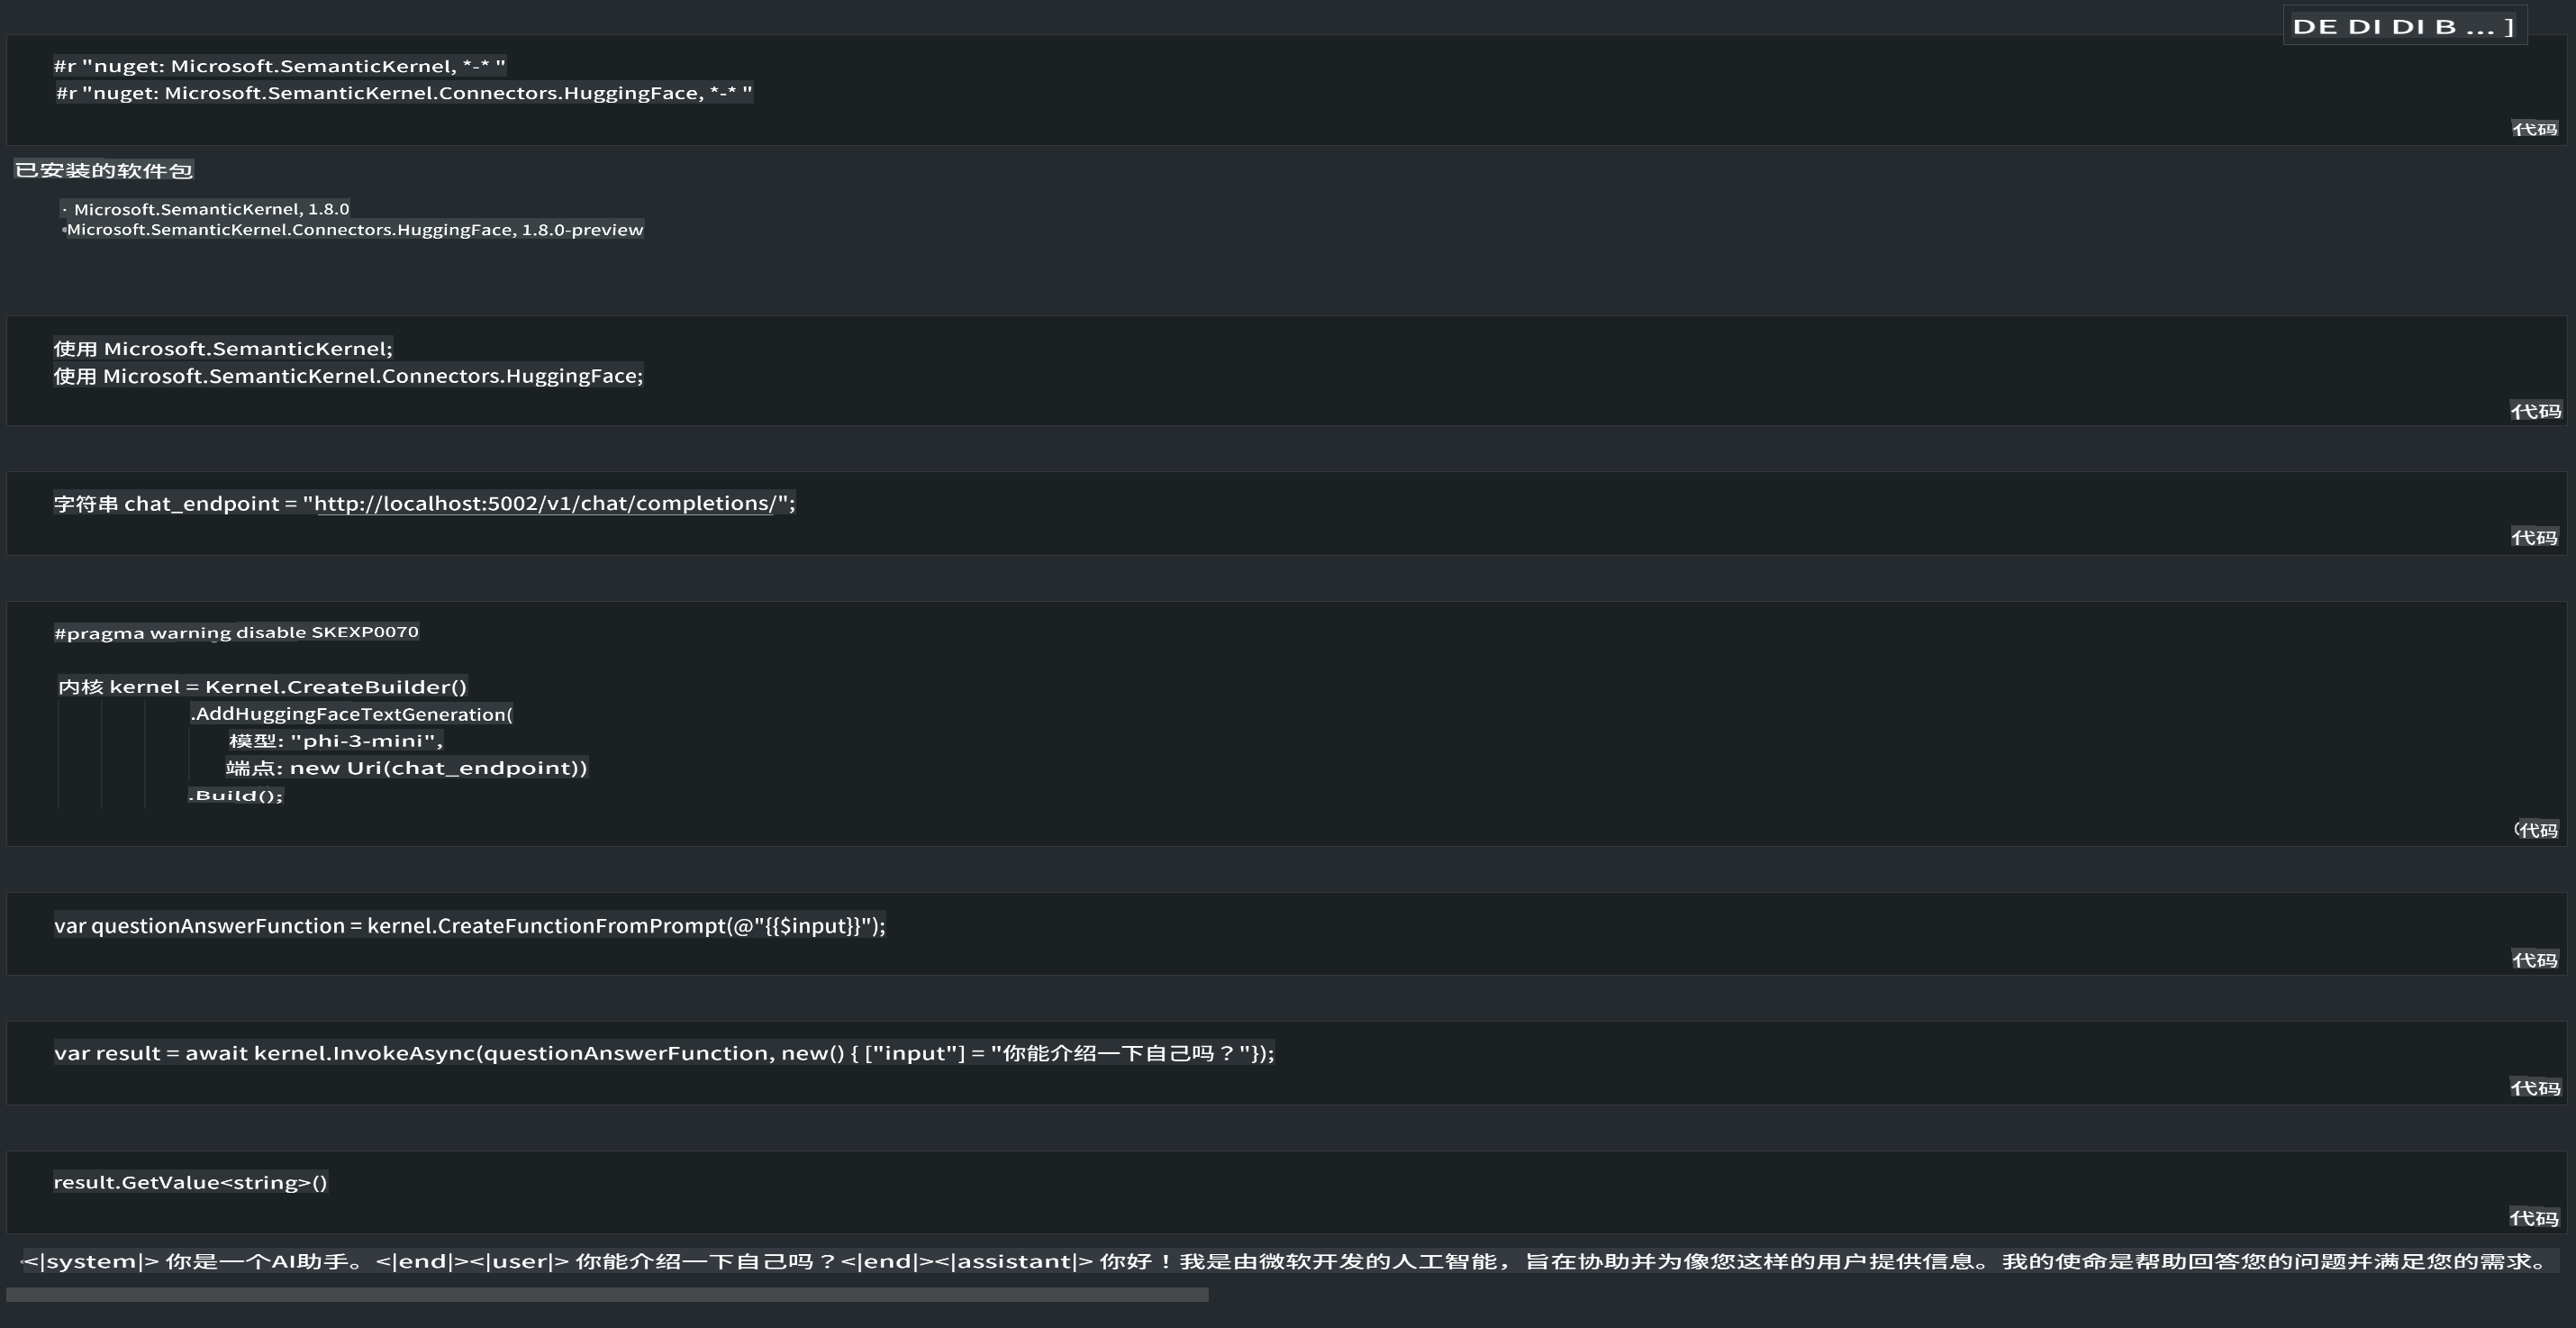 DE DI DI B ... ]
#r "nuget: Microsoft.SemanticKernel, *-* "
#r "nuget: Microsoft.SemanticKernel.Connectors.HuggingFace, *-* "
代码
已安装的软件包
· Microsoft.SemanticKernel, 1.8.0
•Microsoft.SemanticKernel.Connectors.HuggingFace, 1.8.0-preview
使用 Microsoft.SemanticKernel;
使用 Microsoft.SemanticKernel.Connectors.HuggingFace;
代码
字符串 chat_endpoint = "http://localhost:5002/v1/chat/completions/";
代码
#pragma warning disable SKEXP0070
内核 kernel = Kernel.CreateBuilder()
.AddHuggingFaceTextGeneration(
模型: "phi-3-mini",
端点: new Uri(chat_endpoint))
.Build();
(代码
var questionAnswerFunction = kernel.CreateFunctionFromPrompt(@"{{$input}}");
代码
var result = await kernel.InvokeAsync(questionAnswerFunction, new() { ["input"] = "你能介绍一下自己吗？"});
代码
result.GetValue<string>()
代码
<|system|> 你是一个AI助手。<|end|><|user|> 你能介绍一下自己吗？<|end|><|assistant|> 你好！我是由微软开发的人工智能，旨在协助并为像您这样的用户提供信息。我的使命是帮助回答您的问题并满足您的需求。